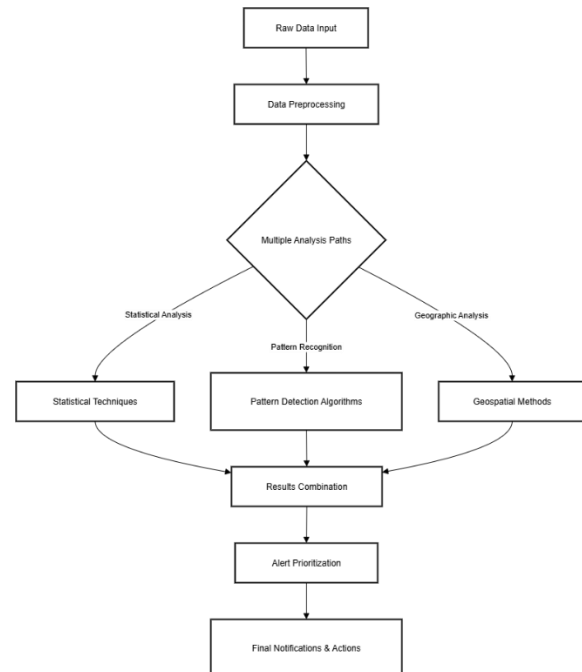 Raw Data Input
Data Preprocessing
Multiple Analysis Paths
Statistical Analysis
Geographic Analysis
Pattern Recognition
Statistical Techniques
Pattern Detection Algorithms
Geospatial Methods
Results Combination
Alert Prioritization
Final Notifications & Actions